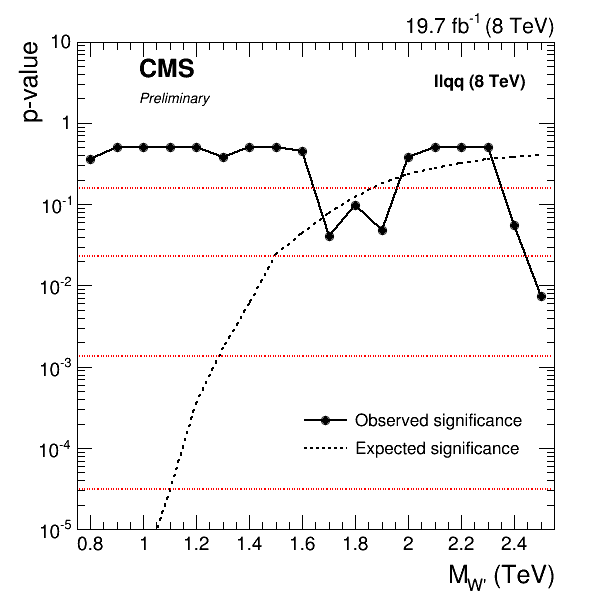 19.7 fb⁻¹ (8 TeV)
p-value
10
1
10⁻¹
10⁻²
10⁻³
10⁻⁴
10⁻⁵
CMS
Preliminary
llqq (8 TeV)
Observed significance
Expected significance
0.8 1 1.2 1.4 1.6 1.8 2 2.2 2.4
M_W' (TeV)